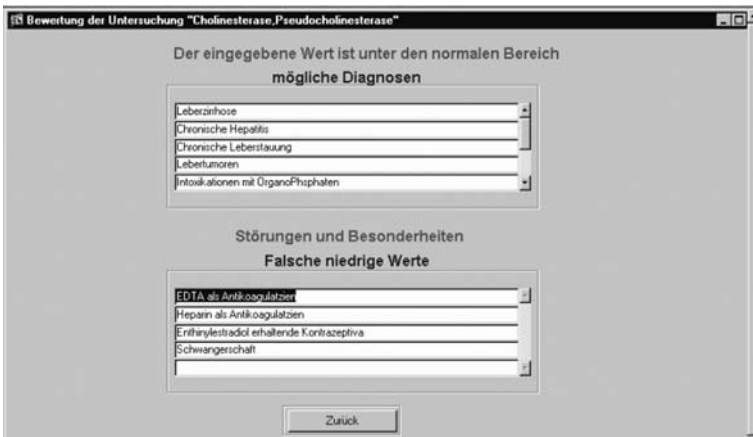 Bewertung der Untersuchung "Cholinesterase,Pseudocholinesterase"
Der eingegebene Wert ist unter den normalen Bereich
mögliche Diagnosen
Leberzirrhose
Chronische Hepatitis
Chronische Leberstauung
Lebertumoren
Intoxikationen mit OrganoPhsphaten
Störungen und Besonderheiten
Falsche niedrige Werte
EDTA als Antikoagulatzien
Heparin als Antikoagulatzien
Enthinylestradiol erhaltende Kontrazeptiva
Schwangerschaft
Zurück